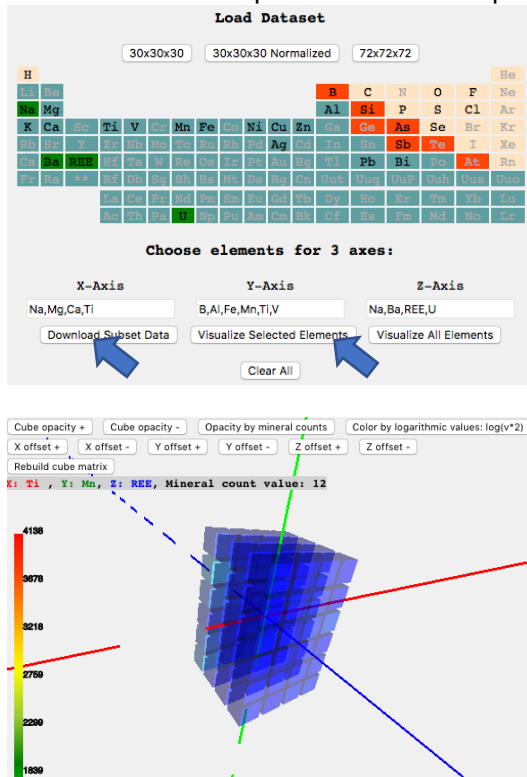 Load Dataset
30x30x30 30x30x30 Normalized 72x72x72
H He
Li Be B C N O F Ne
Na Mg Al Si P S Cl Ar
K Ca Sc Ti V Cr Mn Fe Co Ni Cu Zn Ga Ge As Se Br Kr
Rb Sr Y Zr Nb Mo Tc Ru Rh Pd Ag Cd In Sn Sb Te I Xe
Cs Ba REE Hf Ta W Re Os Ir Pt Au Hg Tl Pb Bi Po At Rn
Fr Ra ** Rf Db Sg Bh Hs Mt Ds Rg Cn Uut Uuq UuP Uuh Uus Uuo
La Ce Pr Nd Pm Sm Eu Gd Tb Dy Ho Er Tm Yb Lu
Ac Th Pa U Np Pu Am Cm Bk Cf Es Fm Md No Lr
Choose elements for 3 axes:
X-Axis Y-Axis Z-Axis
Na,Mg,Ca,Ti B,Al,Fe,Mn,Ti,V Na,Ba,REE,U
Download Subset Data Visualize Selected Elements Visualize All Elements
Clear All
Cube opacity + Cube opacity - Opacity by mineral counts Color by logarithmic values: log(v*2)
X offset + X offset - Y offset + Y offset - Z offset + Z offset -
Rebuild cube matrix
X: Ti , Y: Mn, Z: REE, Mineral count value: 12
4138
3678
3218
2759
2299
1839